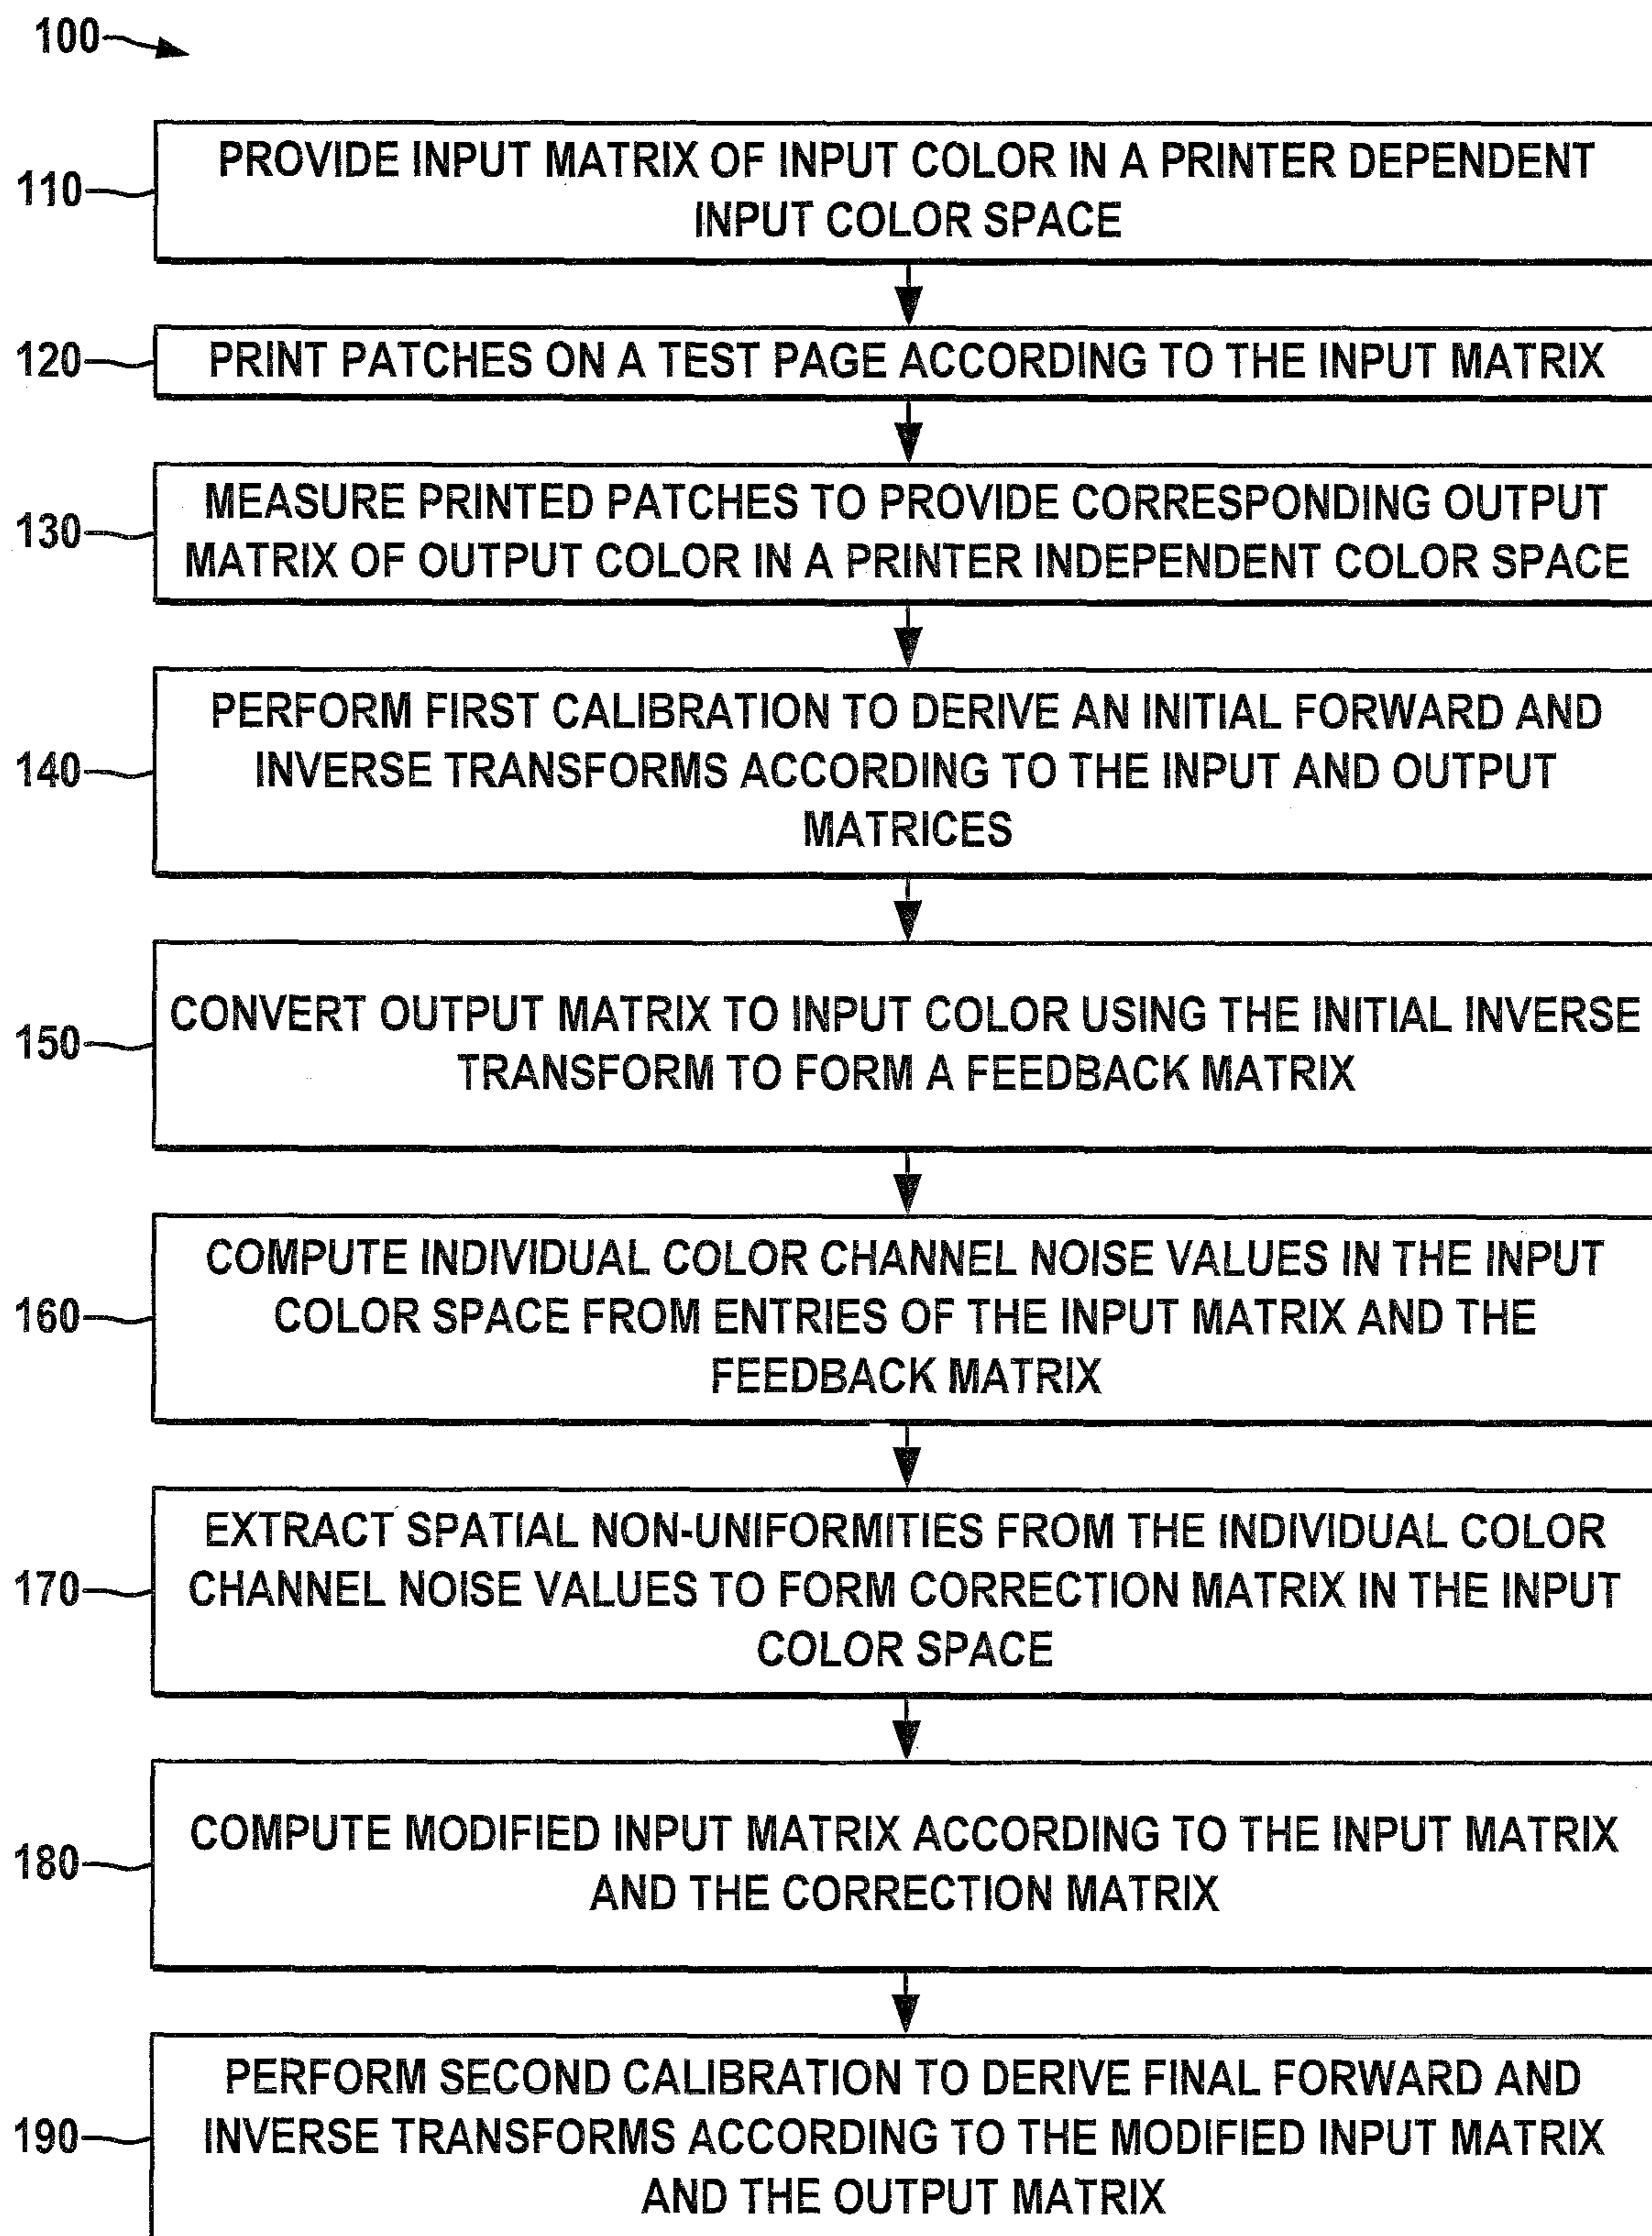 100
110
PROVIDE INPUT MATRIX OF INPUT COLOR IN A PRINTER DEPENDENT
INPUT COLOR SPACE
120
PRINT PATCHES ON A TEST PAGE ACCORDING TO THE INPUT MATRIX
130
MEASURE PRINTED PATCHES TO PROVIDE CORRESPONDING OUTPUT
MATRIX OF OUTPUT COLOR IN A PRINTER INDEPENDENT COLOR SPACE
140
PERFORM FIRST CALIBRATION TO DERIVE AN INITIAL FORWARD AND
INVERSE TRANSFORMS ACCORDING TO THE INPUT AND OUTPUT
MATRICES
150
CONVERT OUTPUT MATRIX TO INPUT COLOR USING THE INITIAL INVERSE
TRANSFORM TO FORM A FEEDBACK MATRIX
160
COMPUTE INDIVIDUAL COLOR CHANNEL NOISE VALUES IN THE INPUT
COLOR SPACE FROM ENTRIES OF THE INPUT MATRIX AND THE
FEEDBACK MATRIX
170
EXTRACT SPATIAL NON-UNIFORMITIES FROM THE INDIVIDUAL COLOR
CHANNEL NOISE VALUES TO FORM CORRECTION MATRIX IN THE INPUT
COLOR SPACE
180
COMPUTE MODIFIED INPUT MATRIX ACCORDING TO THE INPUT MATRIX
AND THE CORRECTION MATRIX
190
PERFORM SECOND CALIBRATION TO DERIVE FINAL FORWARD AND
INVERSE TRANSFORMS ACCORDING TO THE MODIFIED INPUT MATRIX
AND THE OUTPUT MATRIX